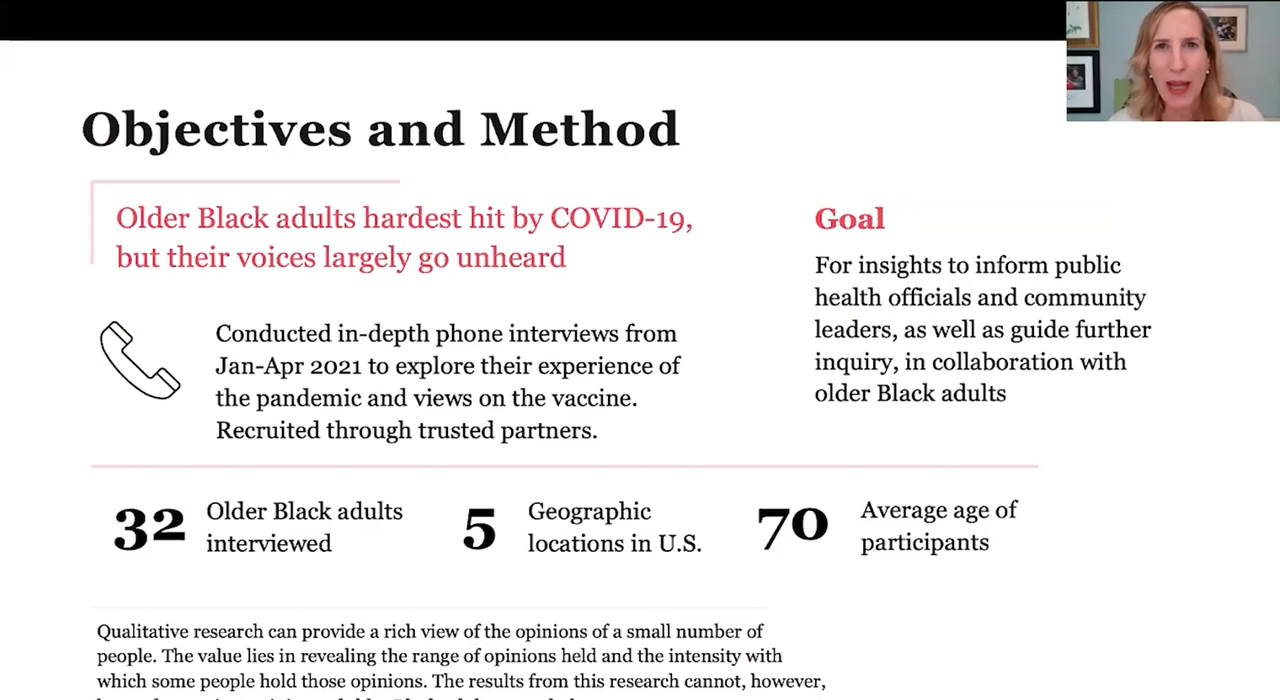 Objectives and Method
Older Black adults hardest hit by COVID-19,
but their voices largely go unheard
Conducted in-depth phone interviews from
Jan-Apr 2021 to explore their experience of
the pandemic and views on the vaccine.
Recruited through trusted partners.
Goal
For insights to inform public
health officials and community
leaders, as well as guide further
inquiry, in collaboration with
older Black adults
32 Older Black adults
interviewed
5 Geographic
locations in U.S.
70 Average age of
participants
Qualitative research can provide a rich view of the opinions of a small number of
people. The value lies in revealing the range of opinions held and the intensity with
which some people hold those opinions. The results from this research cannot, however,